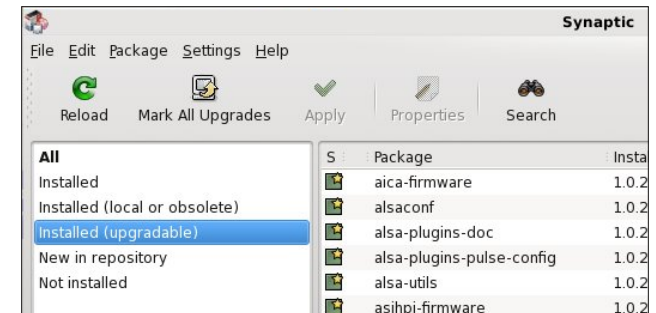 Synaptic
File Edit Package Settings Help
Reload Mark All Upgrades Apply Properties Search
All
Installed
Installed (local or obsolete)
Installed (upgradable)
New in repository
Not installed
S Package Insta
aica-firmware 1.0.2
alsaconf 1.0.2
alsa-plugins-doc 1.0.2
alsa-plugins-pulse-config 1.0.2
alsa-utils 1.0.2
asihpi-firmware 1.0.2